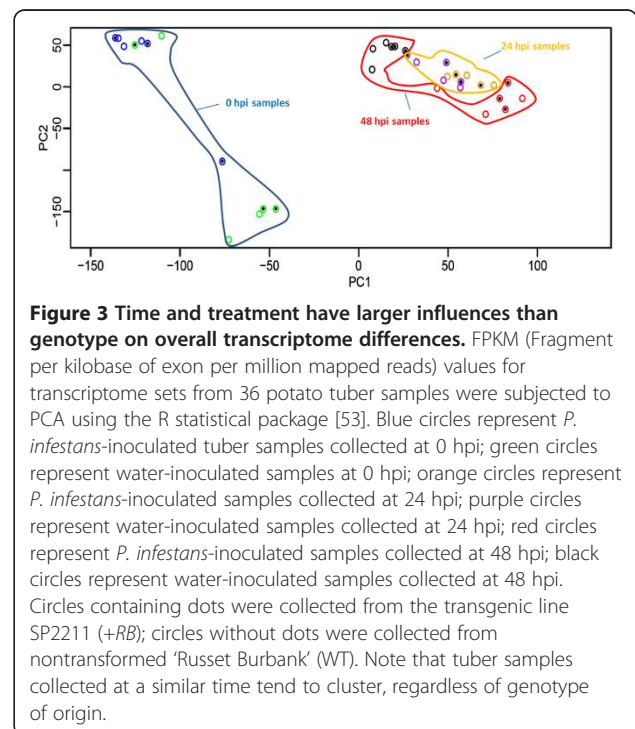 50
0
−50
−150
PC2
24 hpi samples
0 hpi samples
48 hpi samples
−150
−100
−50
0
50
100
PC1
Figure 3 Time and treatment have larger influences than
genotype on overall transcriptome differences. FPKM (Fragment
per kilobase of exon per million mapped reads) values for
transcriptome sets from 36 potato tuber samples were subjected to
PCA using the R statistical package [53]. Blue circles represent P.
infestans-inoculated tuber samples collected at 0 hpi; green circles
represent water-inoculated samples at 0 hpi; orange circles represent
P. infestans-inoculated samples collected at 24 hpi; purple circles
represent water-inoculated samples collected at 24 hpi; red circles
represent P. infestans-inoculated samples collected at 48 hpi; black
circles represent water-inoculated samples collected at 48 hpi.
Circles containing dots were collected from the transgenic line
SP2211 (+RB); circles without dots were collected from
nontransformed ‘Russet Burbank’ (WT). Note that tuber samples
collected at a similar time tend to cluster, regardless of genotype
of origin.